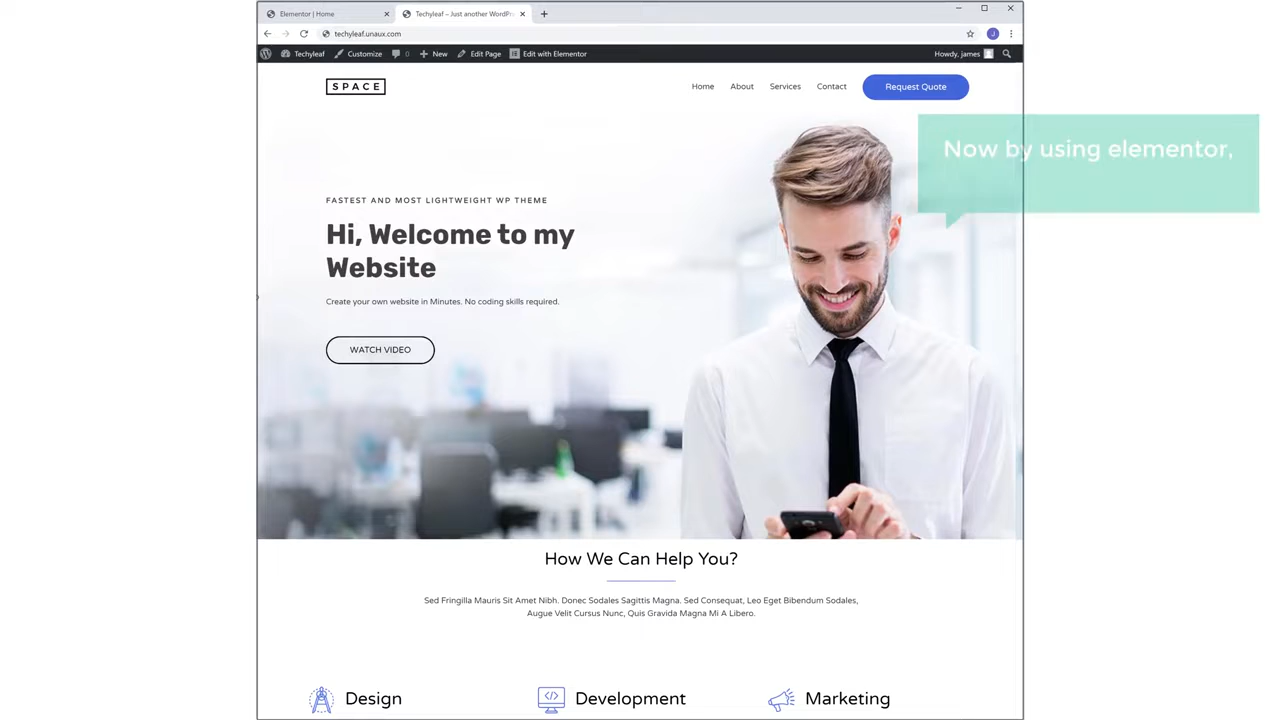 Elementor | Home
Techyleaf – Just another WordPre
techyleaf.unaux.com
J
Techyleaf
Customize
0
New
Edit Page
Edit with Elementor
Howdy, james
SPACE
Home
About
Services
Contact
Request Quote
Now by using elementor,
FASTEST AND MOST LIGHTWEIGHT WP THEME
Hi, Welcome to my
Website
Create your own website in Minutes. No coding skills required.
WATCH VIDEO
How We Can Help You?
Sed Fringilla Mauris Sit Amet Nibh. Donec Sodales Sagittis Magna. Sed Consequat, Leo Eget Bibendum Sodales,
Augue Velit Cursus Nunc, Quis Gravida Magna Mi A Libero.
Design
Development
Marketing